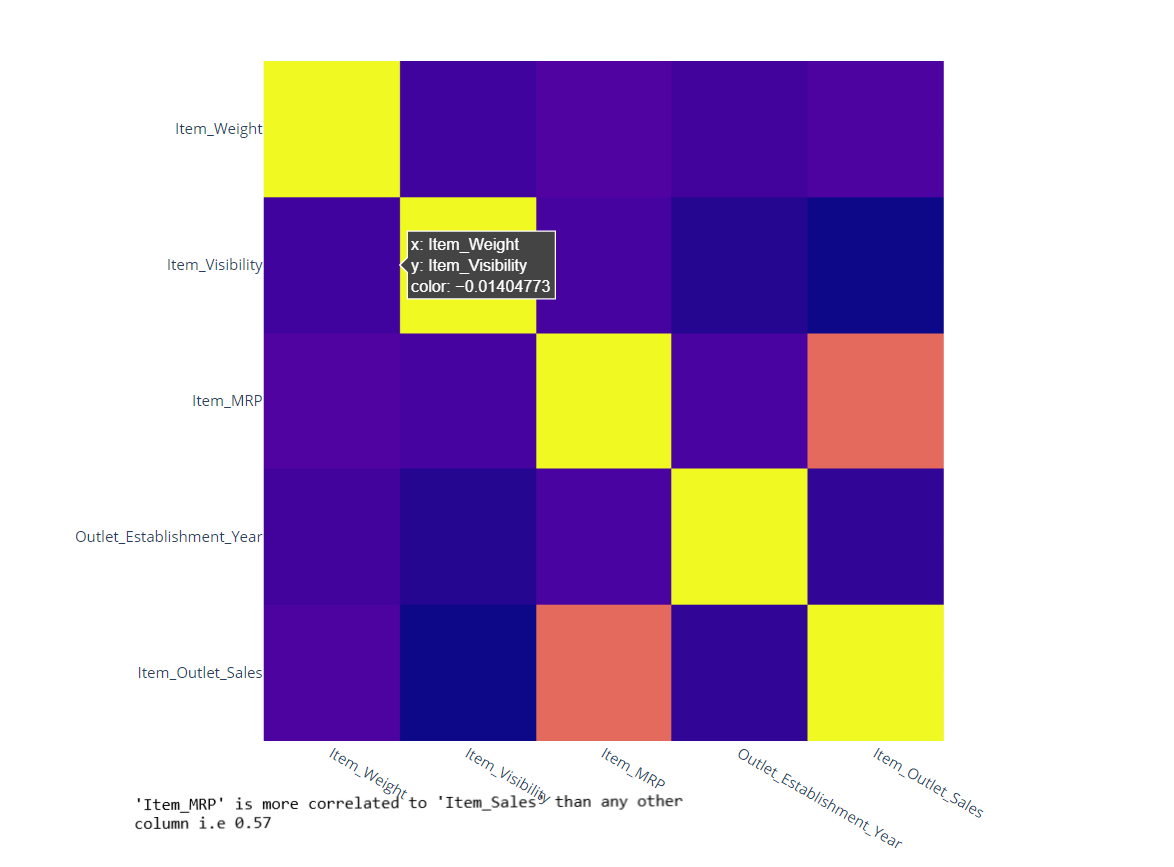 Item_Weight
Item_Visibility
x: Item_Weight
y: Item_Visibility
color: −0.01404773
Item_MRP
Outlet_Establishment_Year
Item_Outlet_Sales
Item_Weight
Item_Visibility
Item_MRP
Outlet_Establishment_Year
Item_Outlet_Sales
'Item_MRP' is more correlated to 'Item_Sales' than any other
column i.e 0.57